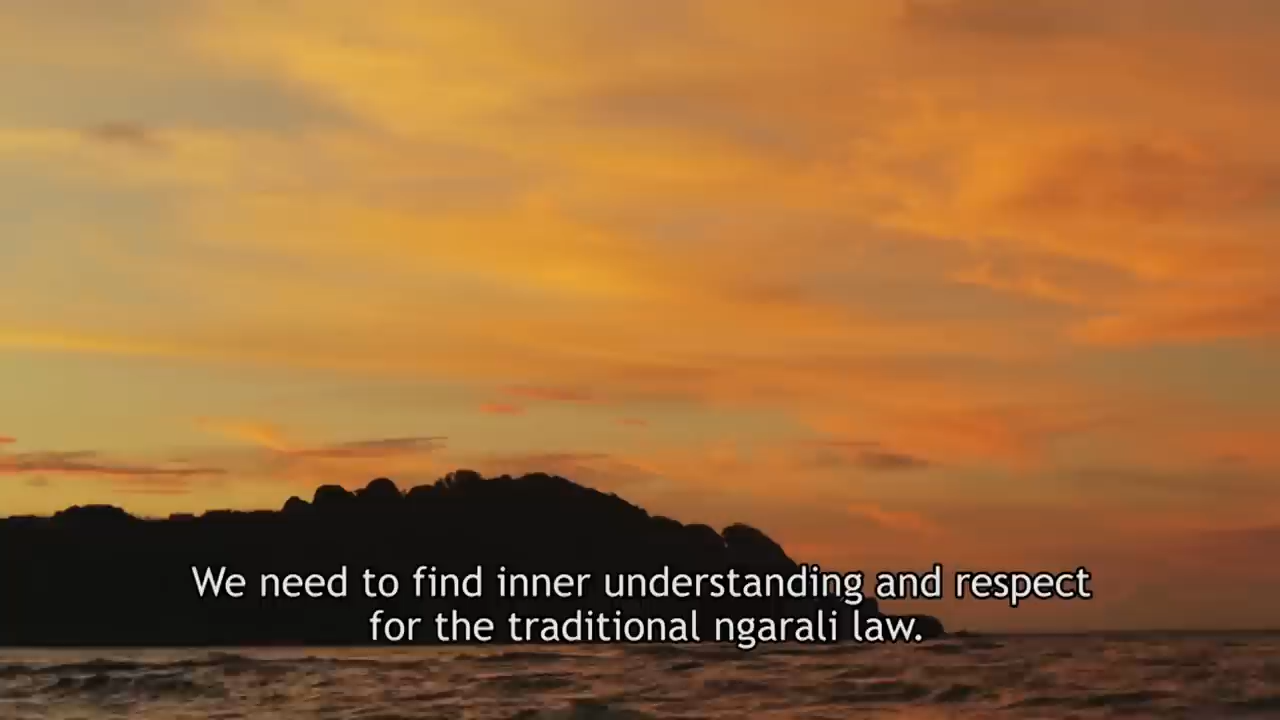 We need to find inner understanding and respect
for the traditional ngarali law.